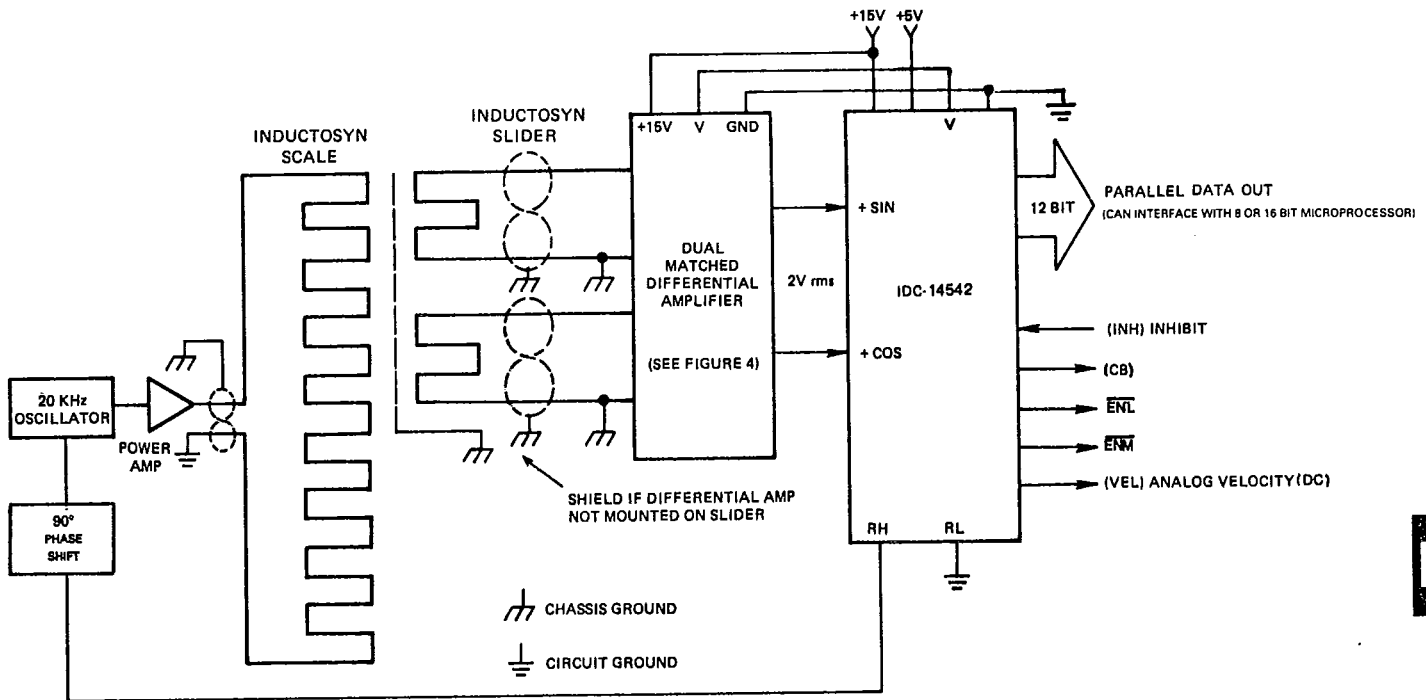 +15V +5V
INDUCTOSYN
SCALE
INDUCTOSYN
SLIDER
+15V V GND
V
DUAL
MATCHED
DIFFERENTIAL
AMPLIFIER
(SEE FIGURE 4)
+ SIN
2V rms
+ COS
IDC-14542
12 BIT
PARALLEL DATA OUT
(CAN INTERFACE WITH 8 OR 16 BIT MICROPROCESSOR)
(INH) INHIBIT
(CB)
E̅N̅L̅
E̅N̅M̅
(VEL) ANALOG VELOCITY (DC)
RH RL
20 KHz
OSCILLATOR
POWER
AMP
90°
PHASE
SHIFT
SHIELD IF DIFFERENTIAL AMP
NOT MOUNTED ON SLIDER
CHASSIS GROUND
CIRCUIT GROUND